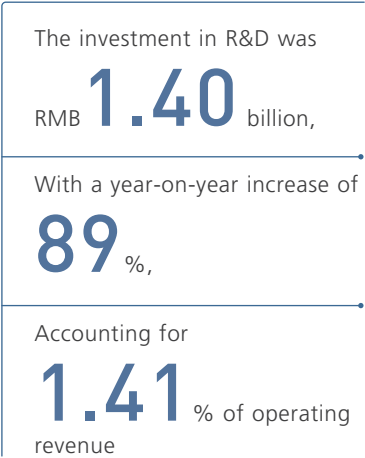 The investment in R&D was
RMB 1.40 billion,
With a year-on-year increase of
89 %,
Accounting for
1.41 % of operating
revenue